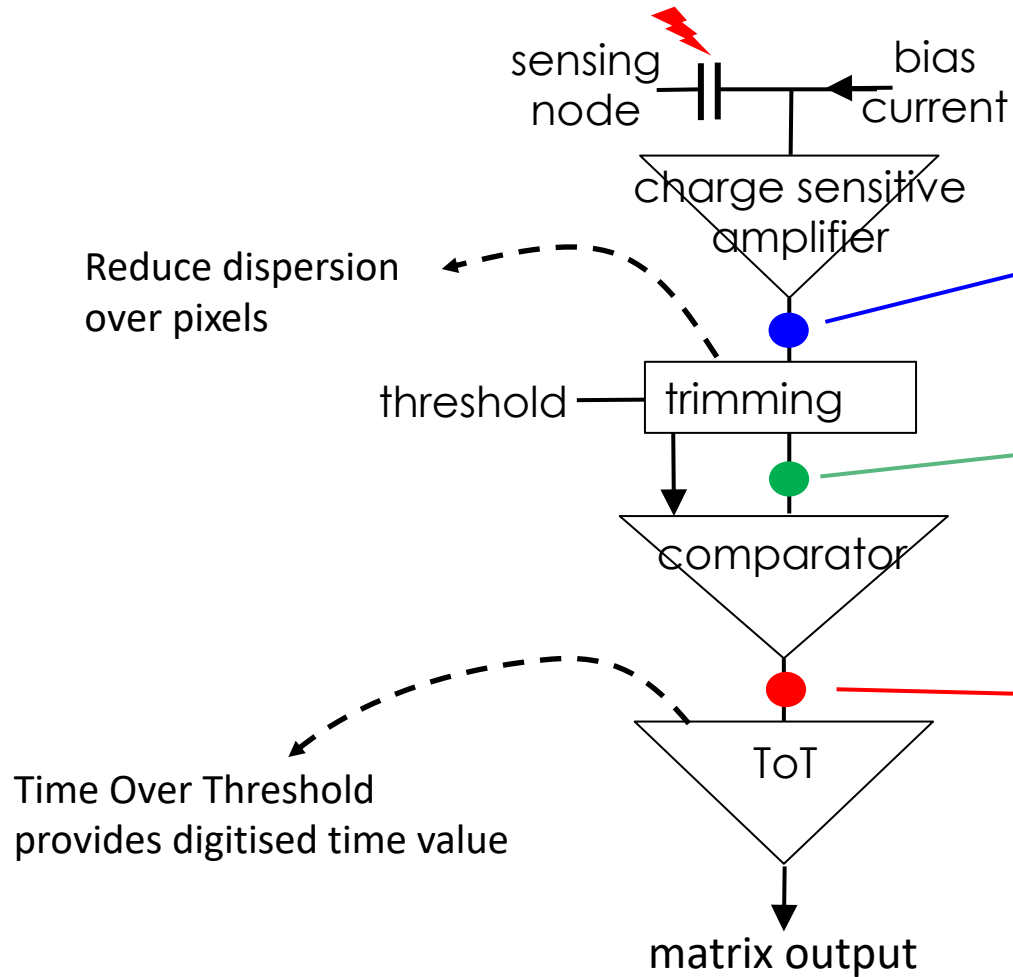 sensing
node
bias
current
charge sensitive
amplifier
Reduce dispersion
over pixels
threshold
trimming
comparator
ToT
Time Over Threshold
provides digitised time value
matrix output